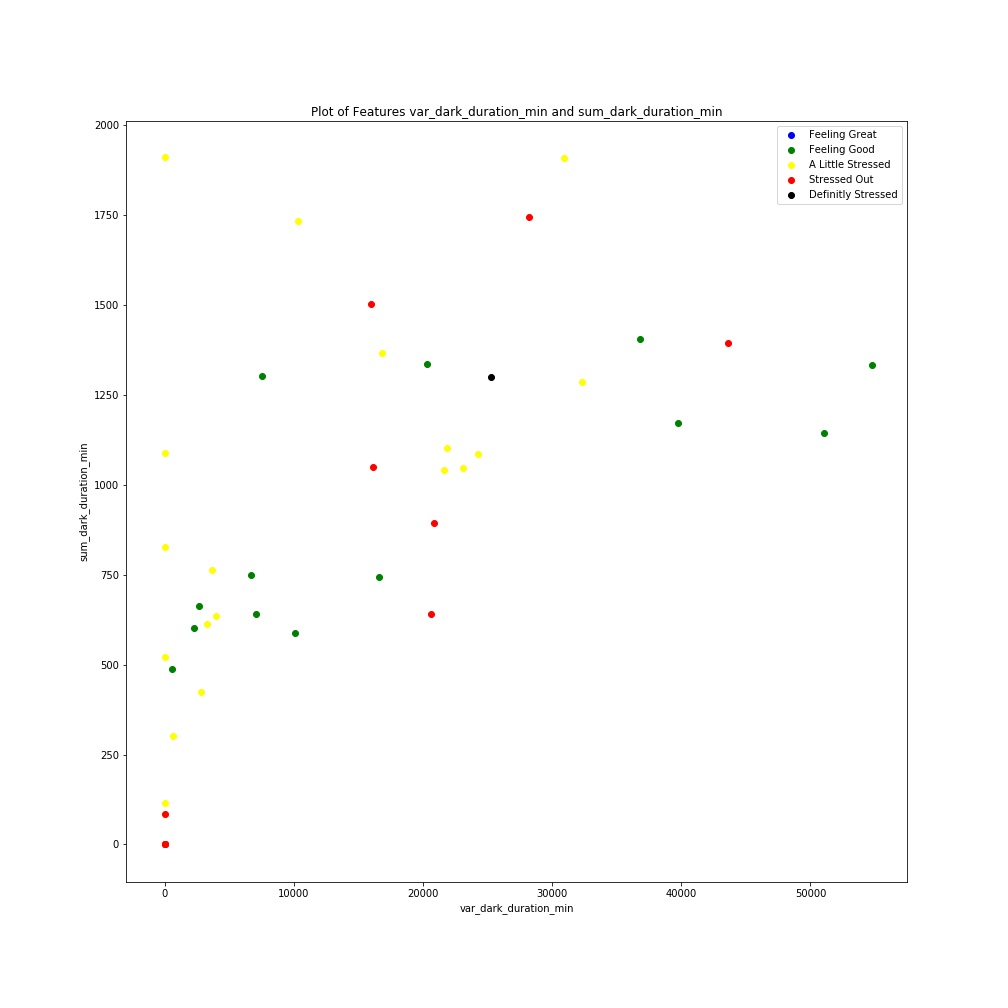 Plot of Features var_dark_duration_min and sum_dark_duration_min
Feeling Great
Feeling Good
A Little Stressed
Stressed Out
Definitly Stressed
sum_dark_duration_min
2000
1750
1500
1250
1000
750
500
250
0
0 10000 20000 30000 40000 50000
var_dark_duration_min